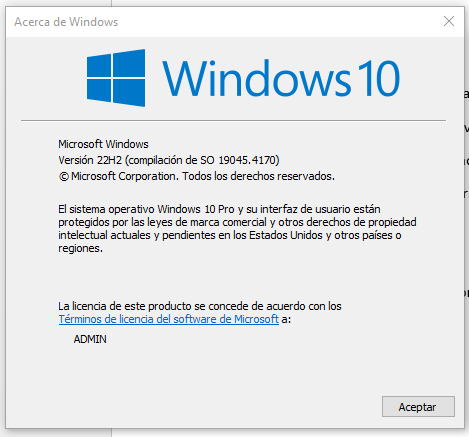 Acerca de Windows
Windows 10
Microsoft Windows
Versión 22H2 (compilación de SO 19045.4170)
© Microsoft Corporation. Todos los derechos reservados.
El sistema operativo Windows 10 Pro y su interfaz de usuario están
protegidos por las leyes de marca comercial y otros derechos de propiedad
intelectual actuales y pendientes en los Estados Unidos y otros países o
regiones.
La licencia de este producto se concede de acuerdo con los
Términos de licencia del software de Microsoft a:
ADMIN
Aceptar